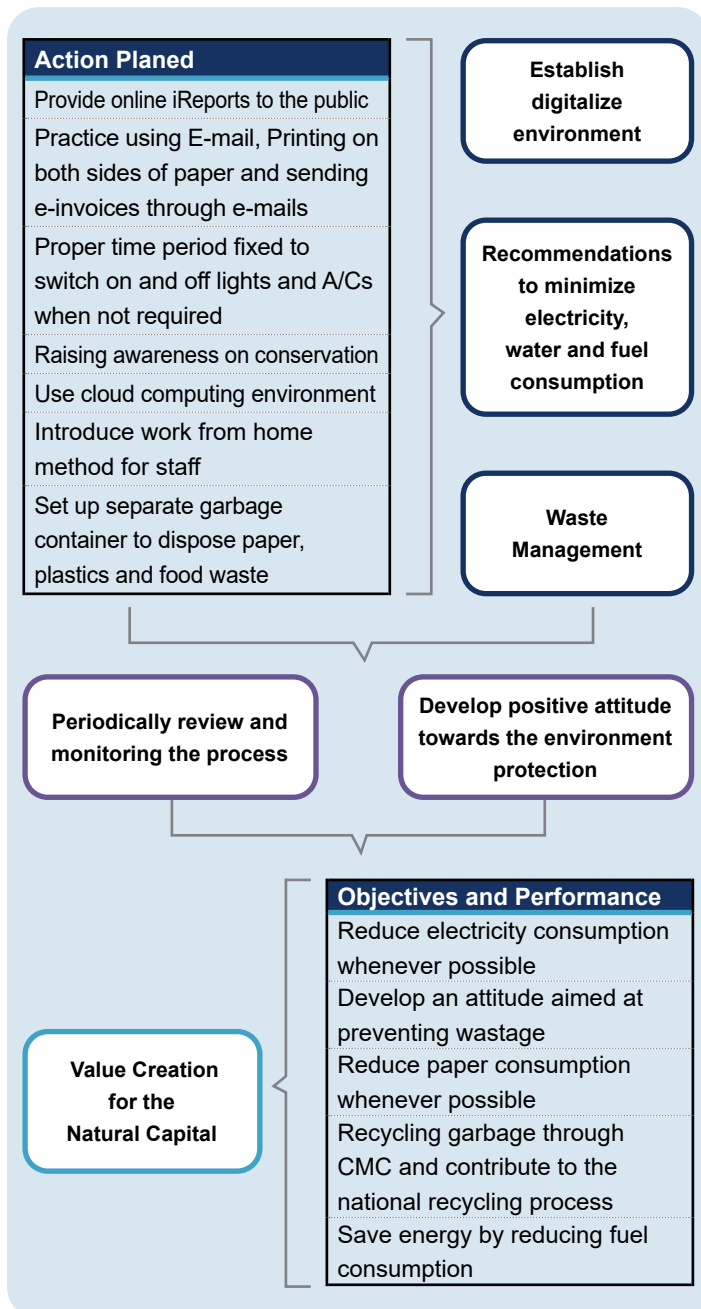 Action Planed
Provide online iReports to the public
Practice using E-mail, Printing on
both sides of paper and sending
e-invoices through e-mails
Proper time period fixed to
switch on and off lights and A/Cs
when not required
Raising awareness on conservation
Use cloud computing environment
Introduce work from home
method for staff
Set up separate garbage
container to dispose paper,
plastics and food waste
Establish
digitalize
environment
Recommendations
to minimize
electricity,
water and fuel
consumption
Waste
Management
Periodically review and
monitoring the process
Develop positive attitude
towards the environment
protection
Value Creation
for the
Natural Capital
Objectives and Performance
Reduce electricity consumption
whenever possible
Develop an attitude aimed at
preventing wastage
Reduce paper consumption
whenever possible
Recycling garbage through
CMC and contribute to the
national recycling process
Save energy by reducing fuel
consumption